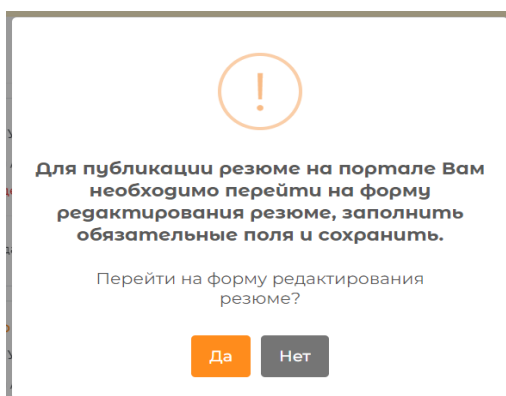 !
Для публикации резюме на портале Вам
необходимо перейти на форму
редактирования резюме, заполнить
обязательные поля и сохранить.
Перейти на форму редактирования
резюме?
Да Нет